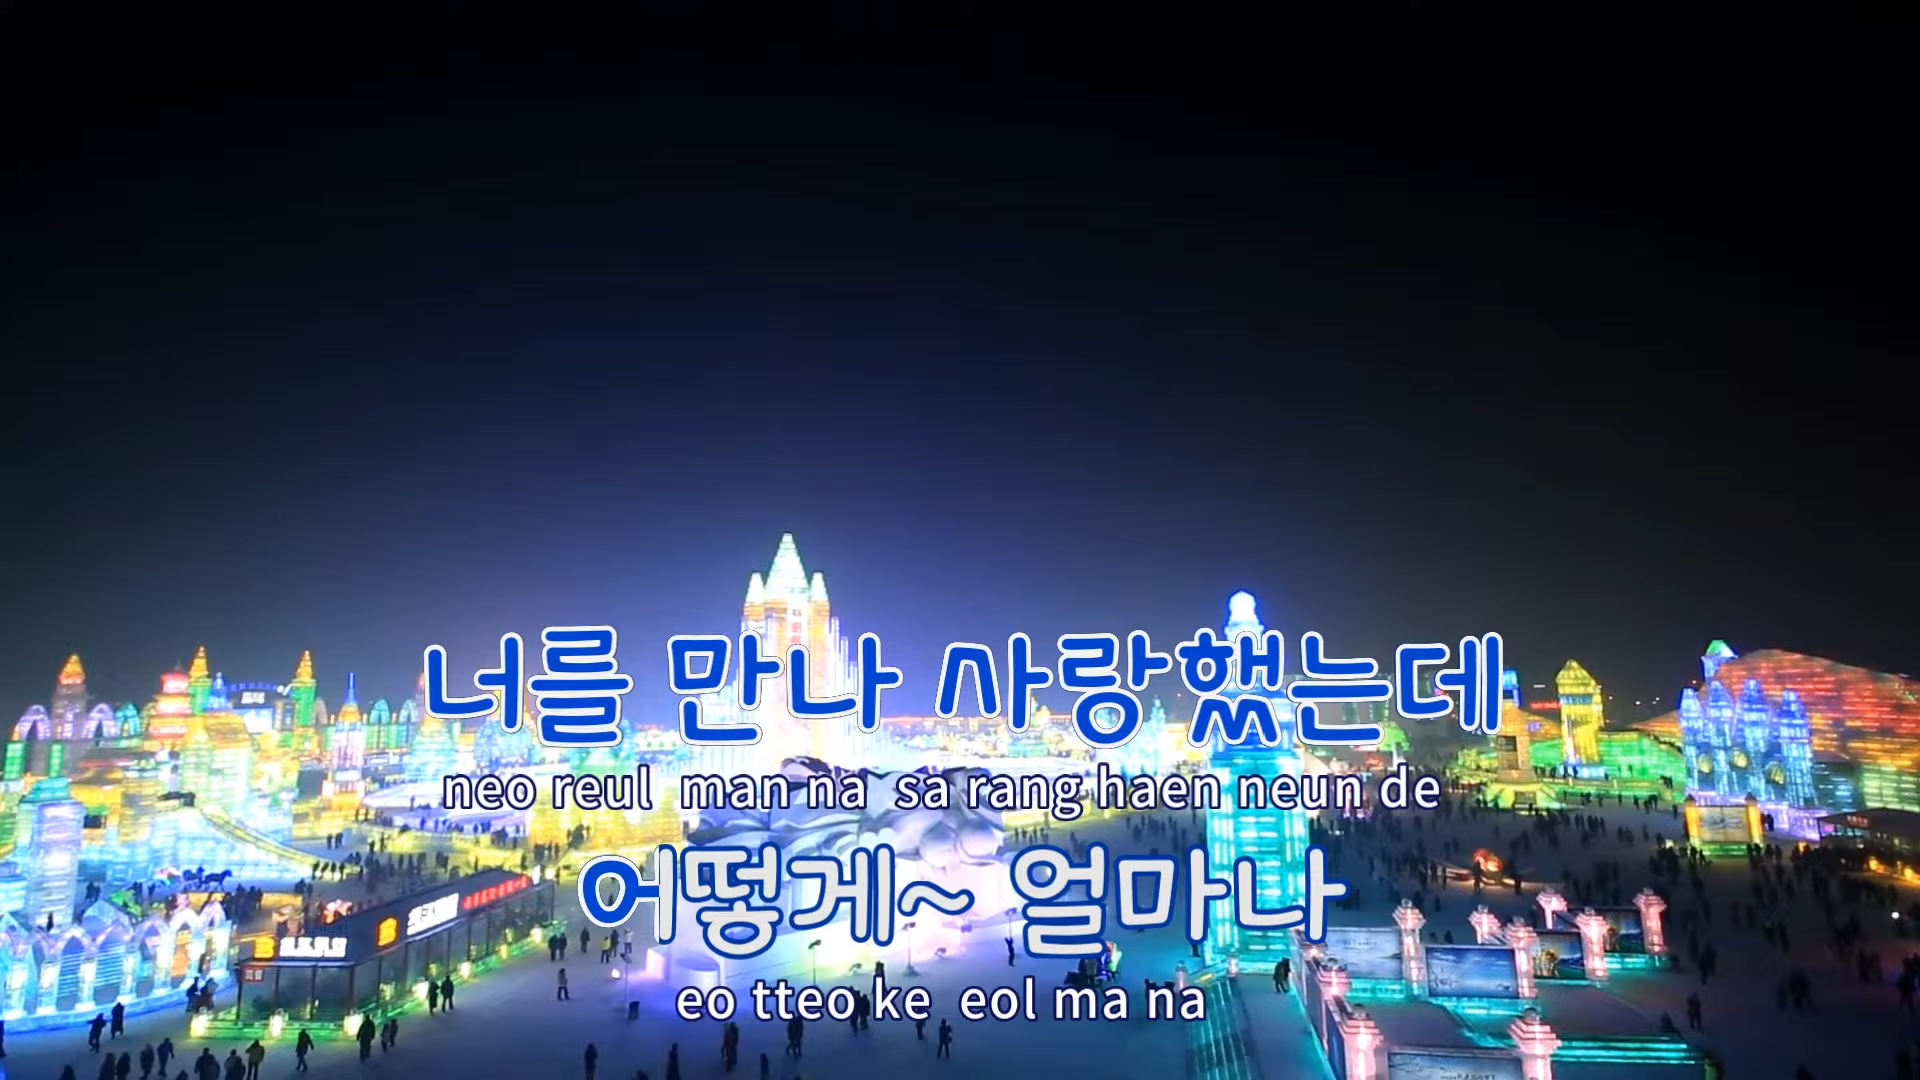 너를 만나 사랑했는데
neo reul man na sa rang haen neun de
어떻게~ 얼마나
eo tteo ke eol ma na